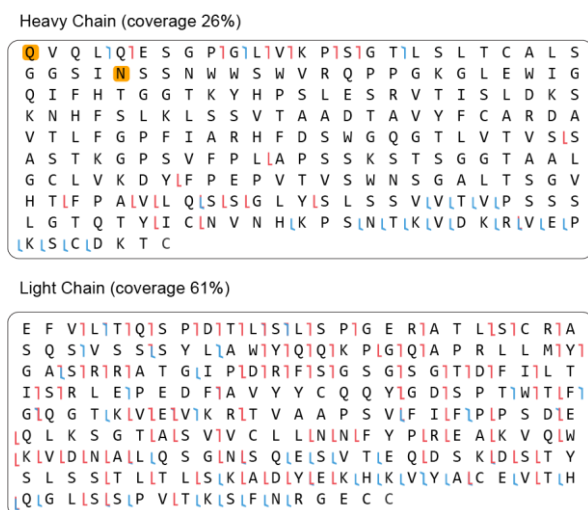 Heavy Chain (coverage 26%)
Q V Q L Q E S G P G L V K P S G T L S L T C A L S
G G S I N S S N W W S W V R Q P P G K G L E W I G
Q I F H T G G T K Y H P S L E S R V T I S L D K S
K N H F S L K L S S V T A A D T A V Y F C A R D A
V T L F G P F I A R H F D S W G Q G T L V T V S S
A S T K G P S V F P L A P S S K S T S G G T A A L
G C L V K D Y F P E P V T V S W N S G A L T S G V
H T F P A V L Q S S G L Y S L S S V V T V P S S S
L G T Q T Y I C N V N H K P S N T K V D K R V E P
K S C D K T C
Light Chain (coverage 61%)
E F V L T Q S P D T L S L S P G E R A T L S C R A
S Q S V S S S Y L A W Y Q Q K P G Q A P R L L M Y
G A S R R A T G I P D R F S G S G S G T D F I L T
I S R L E P E D F A V Y Y C Q Q Y G D S P T W T F
G Q G T K V E V K R T V A A P S V F I F P P S D E
Q L K S G T A S V V C L L N N F Y P R E A K V Q W
K V D N A L Q S G N S Q E S V T E Q D S K D S T Y
S L S S T L T L S K A D Y E K H K V Y A C E V T H
Q G L S S P V T K S F N R G E C C